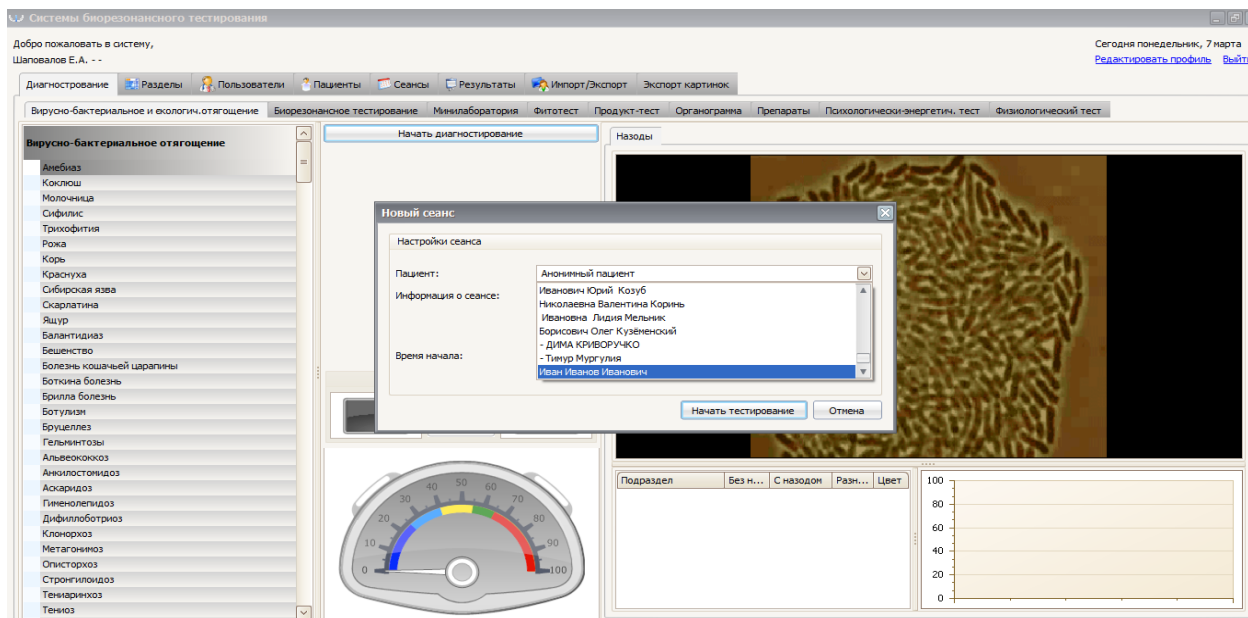 Системы биорезонансного тестирования
Добро пожаловать в систему,
Шаповалов Е.А. - -
Сегодня понедельник, 7 марта
Редактировать профиль Выйти
Диагностирование Разделы Пользователи Пациенты Сеансы Результаты Импорт/Экспорт Экспорт картинок
Вирусно-бактериальное и екологич.отягощение Биорезонансное тестирование Минилаборатория Фитотест Продукт-тест Органограмма Препараты Психологически-энергетич. тест Физиологический тест
Вирусно-бактериальное отягощение
Амебиаз
Коклюш
Молочница
Сифилис
Трихофития
Рожа
Корь
Краснуха
Сибирская язва
Скарлатина
Ящур
Балантидиаз
Бешенство
Болезнь кошачьей царапины
Боткина болезнь
Брилла болезнь
Ботулизм
Бруцеллез
Гельминтозы
Альвеококкоз
Анкилостомидоз
Аскаридоз
Гименолепидоз
Дифиллоботриоз
Клонорхоз
Метагонимоз
Описторхоз
Стронгилоидоз
Тениаринхоз
Тениоз
Начать диагностирование
Назоды
Новый сеанс
Настройки сеанса
Пациент: Анонимный пациент
Информация о сеансе:
Иванович Юрий Козуб
Николаевна Валентина Коринь
Ивановна Лидия Мельник
Борисович Олег Кузёменский
- ДИМА КРИВОРУЧКО
Время начала:
- Тимур Мургулия
Иван Иванов Иванович
Начать тестирование Отмена
0 10 20 30 40 50 60 70 80 90 100
Подраздел Без н... С назодом Разн... Цвет
100
80
60
40
20
0